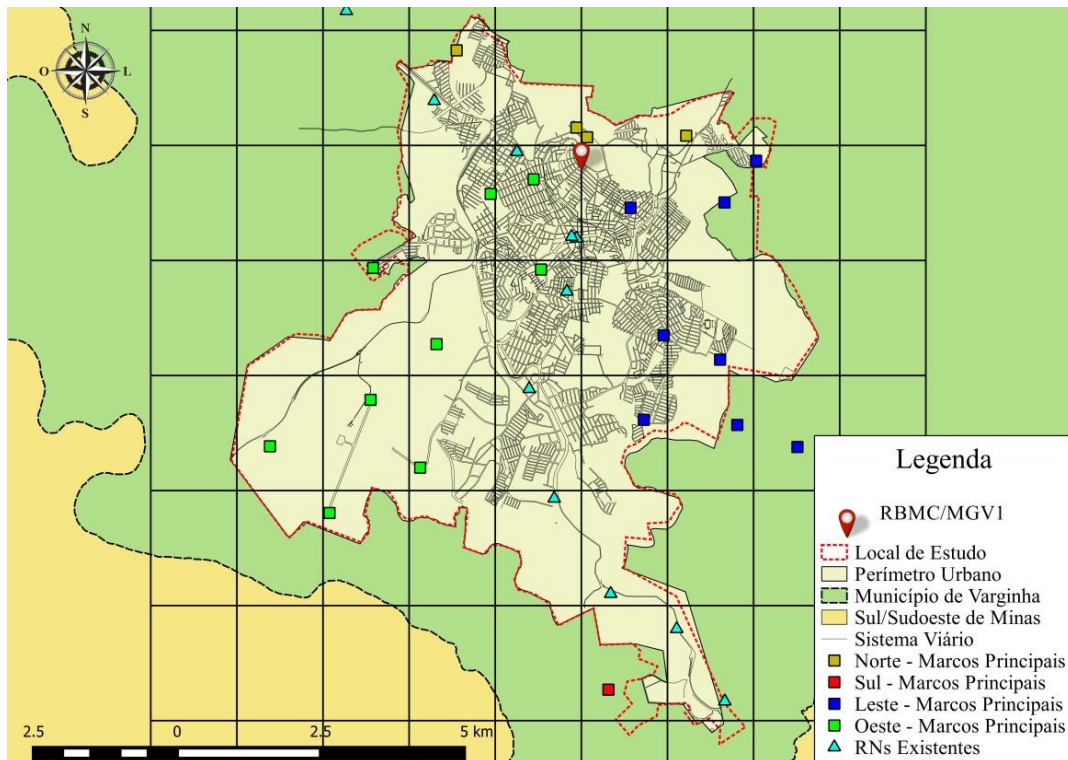 N
O
L
S
Legenda
RBMC/MGV1
Local de Estudo
Perímetro Urbano
Município de Varginha
Sul/Sudoeste de Minas
Sistema Viário
Norte - Marcos Principais
Sul - Marcos Principais
Leste - Marcos Principais
Oeste - Marcos Principais
RNs Existentes
2.5 0 2.5 5 km